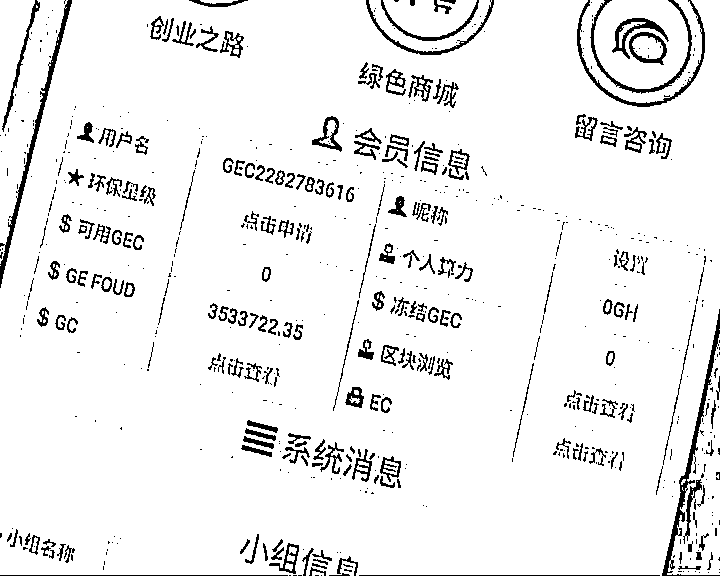 创业之路
绿色商城
留言咨询
会员信息
用户名 GEC2282783616 昵称 设置
环保星级 点击申请 个人算力 0GH
可用GEC 0 冻结GEC 0
GE FOUD 3533722.35 区块浏览 点击查看
GC 点击查看 EC 点击查看
系统消息
小组信息
小组名称